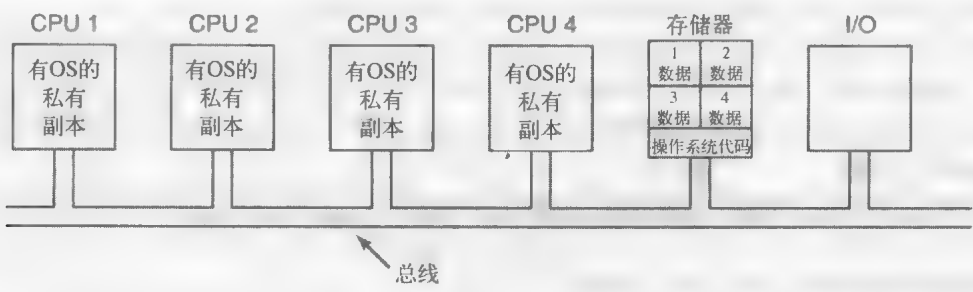 CPU 1
CPU 2
CPU 3
CPU 4
存储器
I/O
有OS的
私有
副本
有OS的
私有
副本
有OS的
私有
副本
有OS的
私有
副本
1
数据
2
数据
3
数据
4
数据
操作系统代码
总线